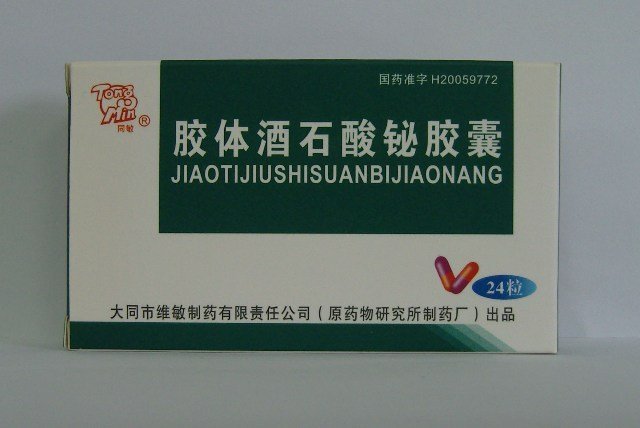 Tong
Min
同敏 ®
国药准字 H20059772
胶体酒石酸铋胶囊
JIAOTIJIUSHISUANBIJIAONANG
24粒
大同市维敏制药有限责任公司（原药物研究所制药厂）出品